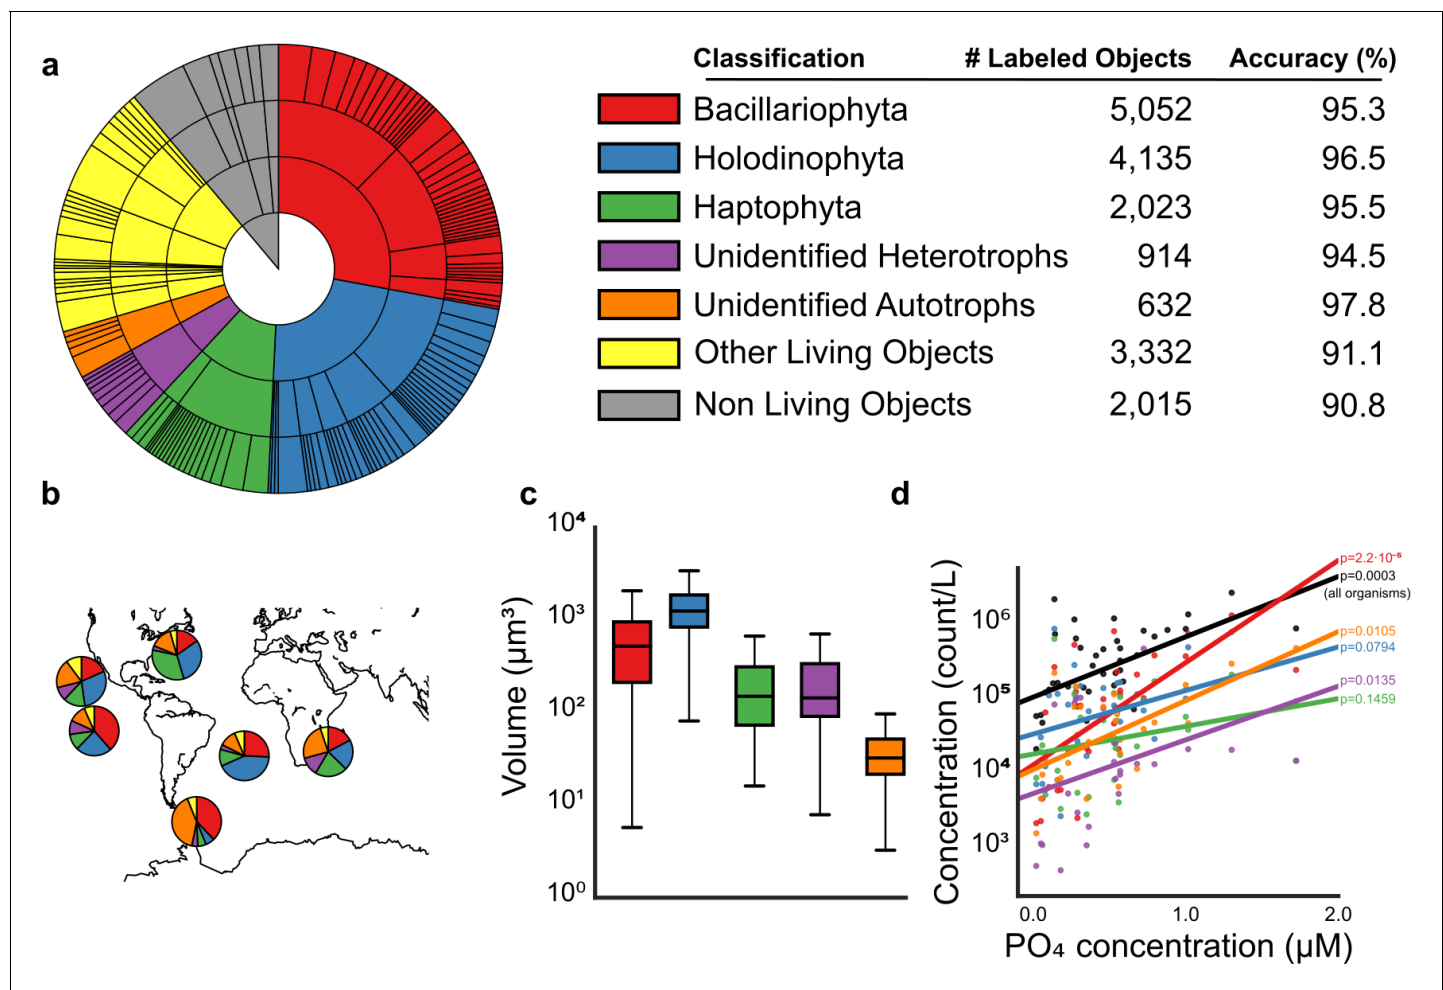 a
Classification # Labeled Objects Accuracy (%)
Bacillariophyta 5,052 95.3
Holodinophyta 4,135 96.5
Haptophyta 2,023 95.5
Unidentified Heterotrophs 914 94.5
Unidentified Autotrophs 632 97.8
Other Living Objects 3,332 91.1
Non Living Objects 2,015 90.8
b
c
Volume (µm³)
10⁴
10³
10²
10¹
10⁰
d
Concentration (count/L)
10⁶
10⁵
10⁴
10³
p=2.2·10⁻⁵
p=0.0003
(all organisms)
p=0.0105
p=0.0794
p=0.0135
p=0.1459
0.0 1.0 2.0
PO₄ concentration (µM)